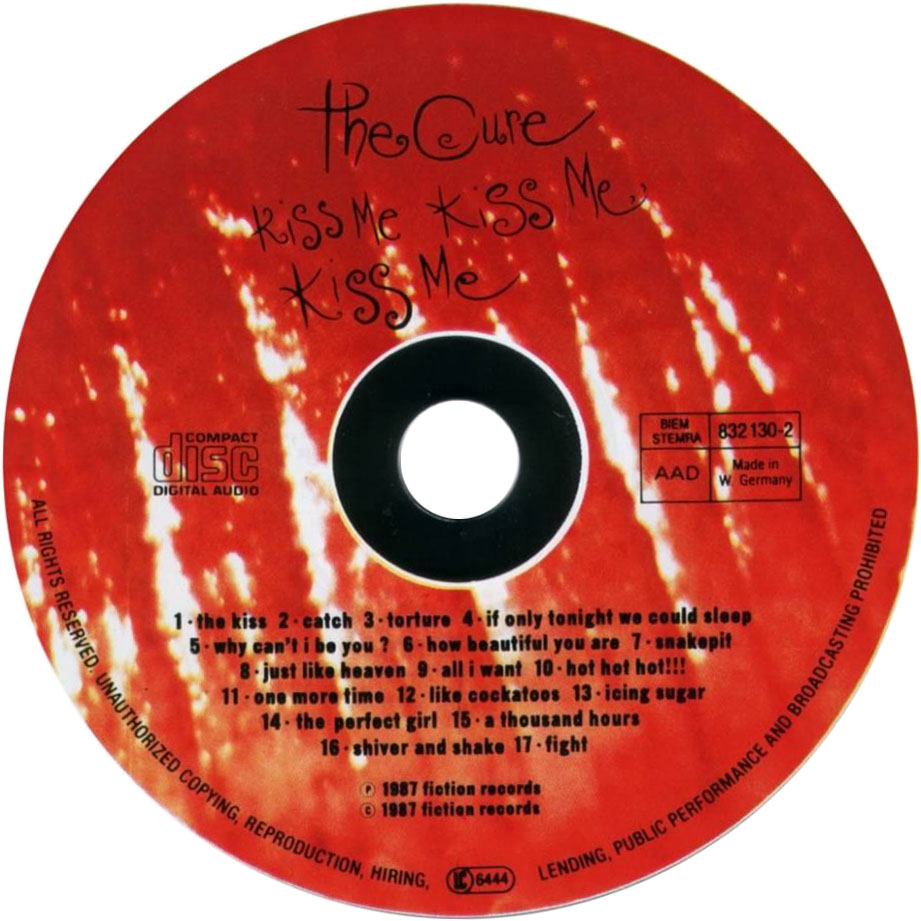 The Cure
Kiss Me Kiss Me
Kiss Me
COMPACT
disc
DIGITAL AUDIO
BIEM
STEMRA
832 130-2
AAD
Made in
W. Germany
1·the kiss 2·catch 3·torture 4·if only tonight we could sleep
5·why can't i be you? 6·how beautiful you are 7·snakepit
8·just like heaven 9·all i want 10·hot hot hot!!!
11·one more time 12·like cockatoos 13·icing sugar
14·the perfect girl 15·a thousand hours
16·shiver and shake 17·fight
℗ 1987 fiction records
© 1987 fiction records
ALL RIGHTS RESERVED. UNAUTHORIZED COPYING, REPRODUCTION, HIRING, LC 6444 LENDING, PUBLIC PERFORMANCE AND BROADCASTING PROHIBITED